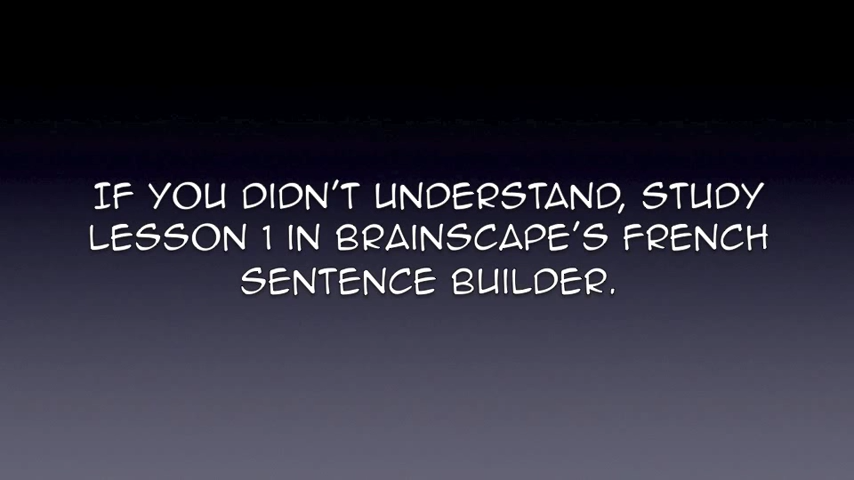 IF YOU DIDN'T UNDERSTAND, STUDY
LESSON 1 IN BRAINSCAPE'S FRENCH
SENTENCE BUILDER.